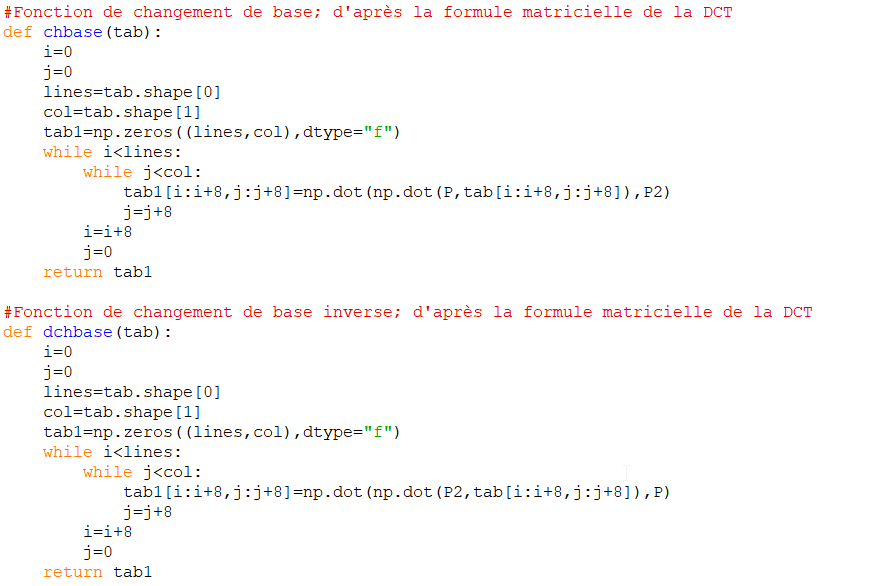 #Fonction de changement de base; d'après la formule matricielle de la DCT
def chbase(tab):
    i=0
    j=0
    lines=tab.shape[0]
    col=tab.shape[1]
    tab1=np.zeros((lines,col),dtype="f")
    while i<lines:
        while j<col:
            tab1[i:i+8,j:j+8]=np.dot(np.dot(P,tab[i:i+8,j:j+8]),P2)
            j=j+8
        i=i+8
        j=0
    return tab1

#Fonction de changement de base inverse; d'après la formule matricielle de la DCT
def dchbase(tab):
    i=0
    j=0
    lines=tab.shape[0]
    col=tab.shape[1]
    tab1=np.zeros((lines,col),dtype="f")
    while i<lines:
        while j<col:
            tab1[i:i+8,j:j+8]=np.dot(np.dot(P2,tab[i:i+8,j:j+8]),P)
            j=j+8
        i=i+8
        j=0
    return tab1